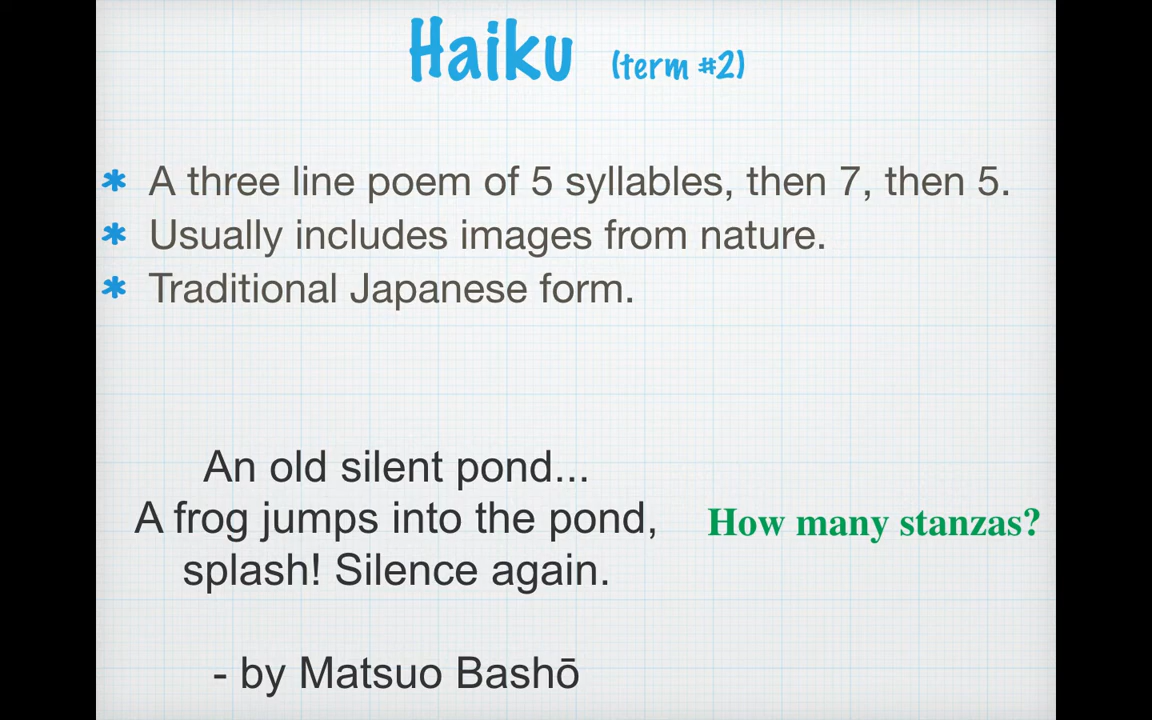 Haiku (term #2)
* A three line poem of 5 syllables, then 7, then 5.
* Usually includes images from nature.
* Traditional Japanese form.
An old silent pond...
A frog jumps into the pond,
splash! Silence again.
- by Matsuo Bashō
How many stanzas?